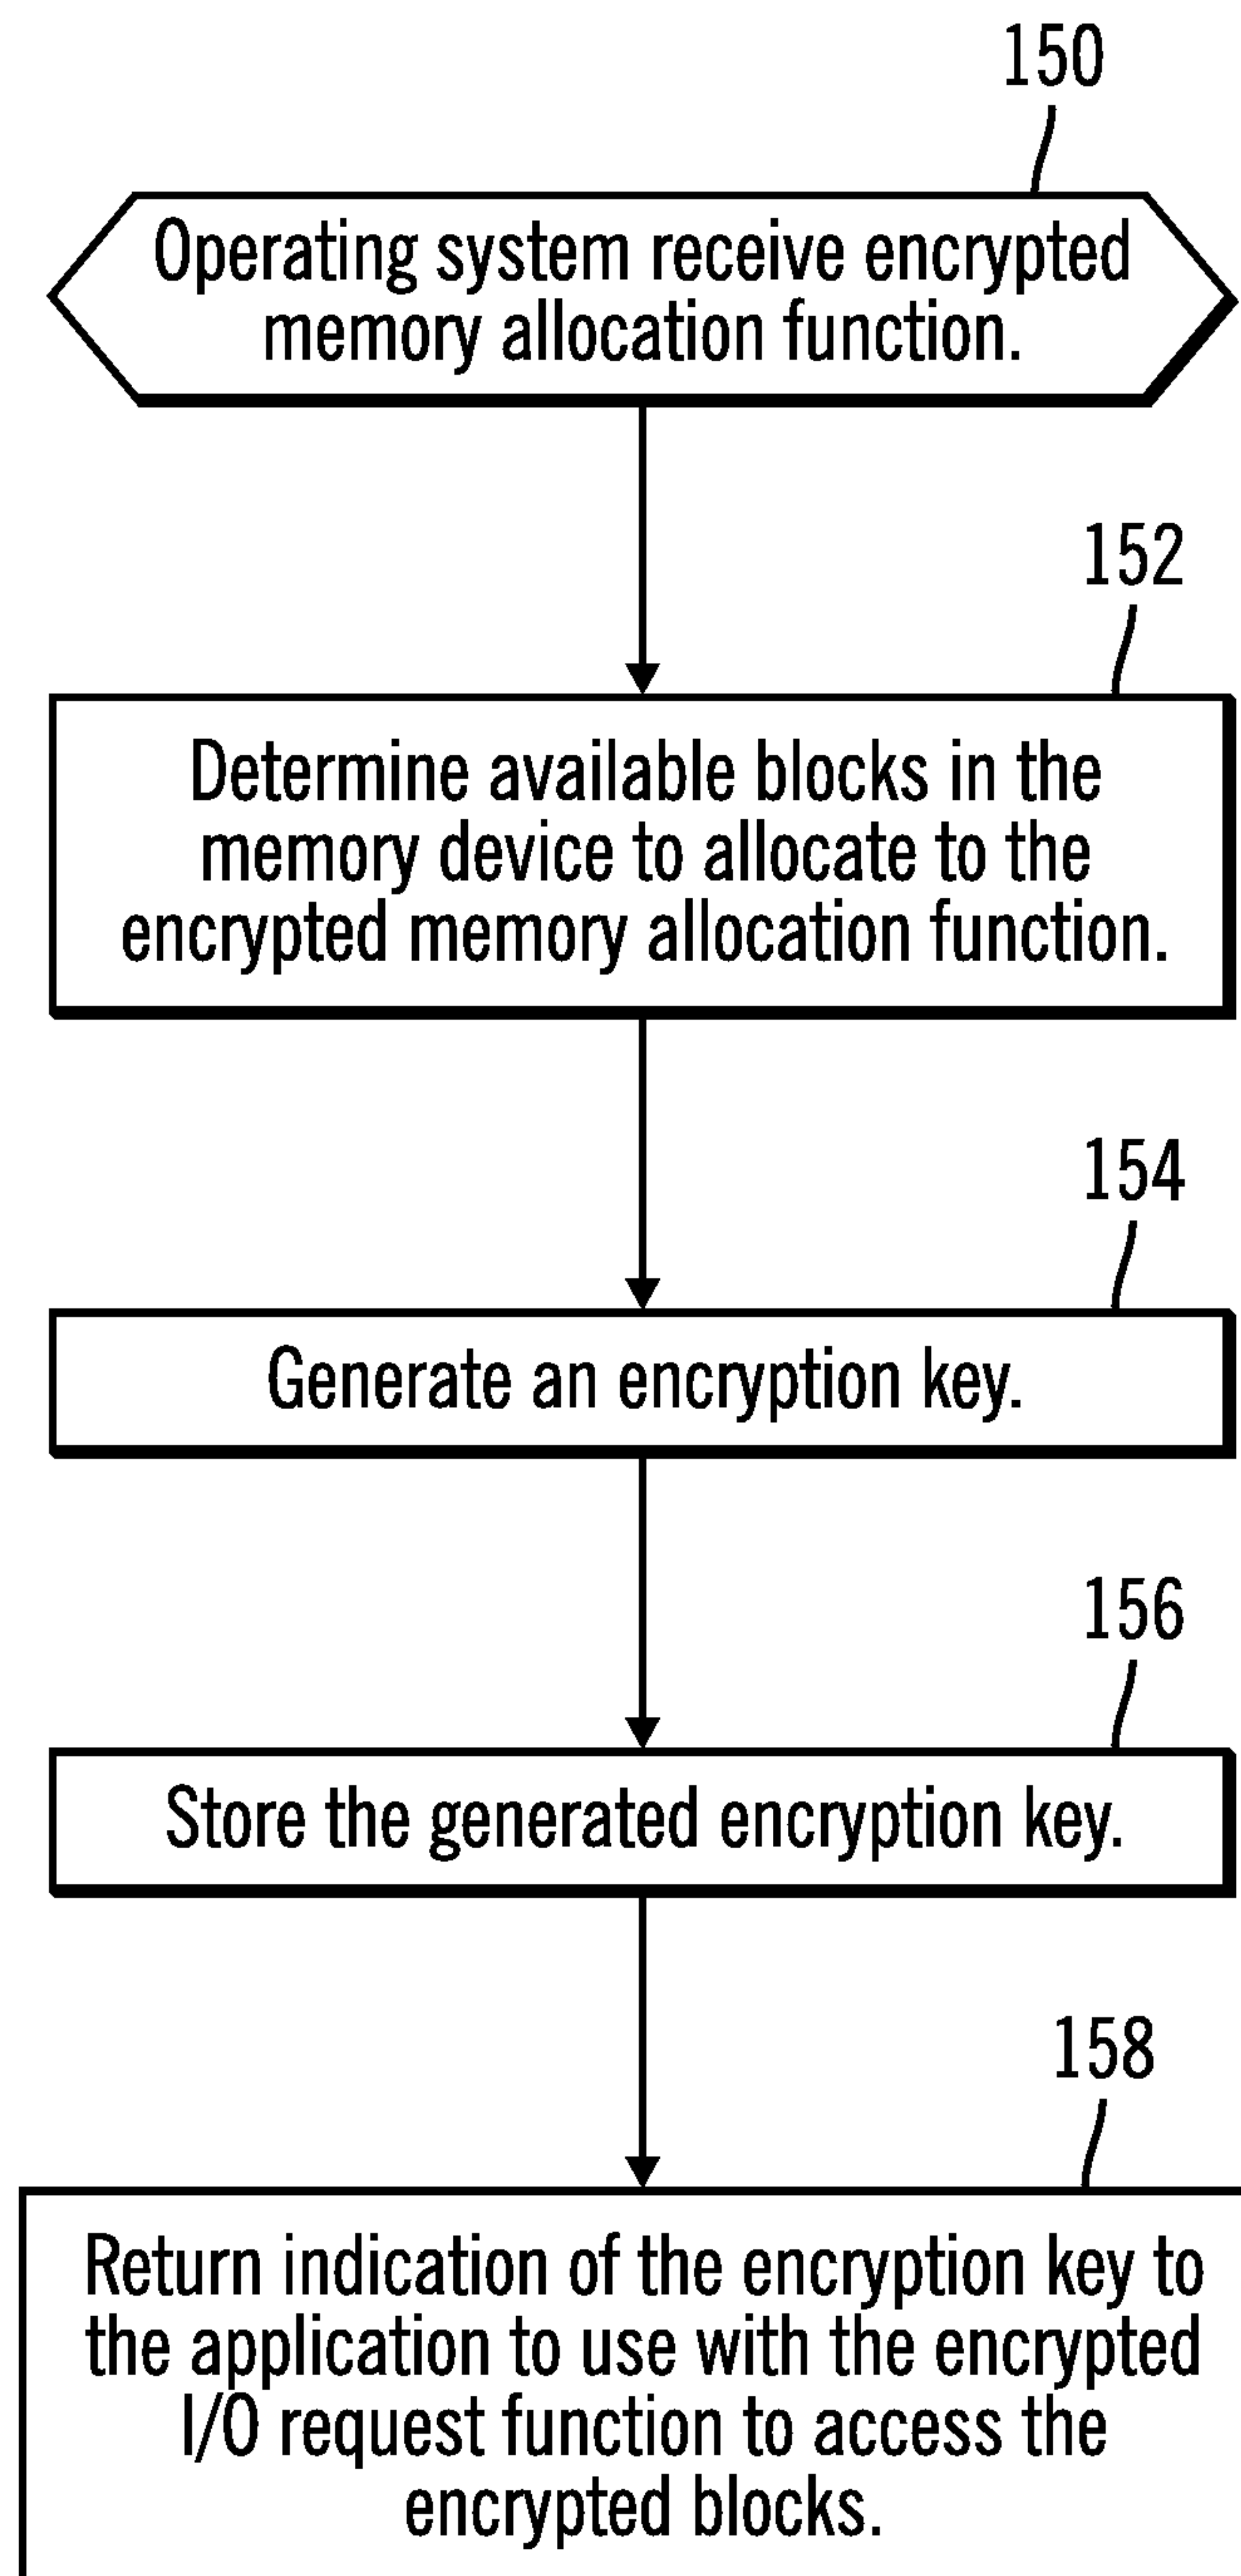 150
Operating system receive encrypted
memory allocation function.
152
Determine available blocks in the
memory device to allocate to the
encrypted memory allocation function.
154
Generate an encryption key.
156
Store the generated encryption key.
158
Return indication of the encryption key to
the application to use with the encrypted
I/O request function to access the
encrypted blocks.